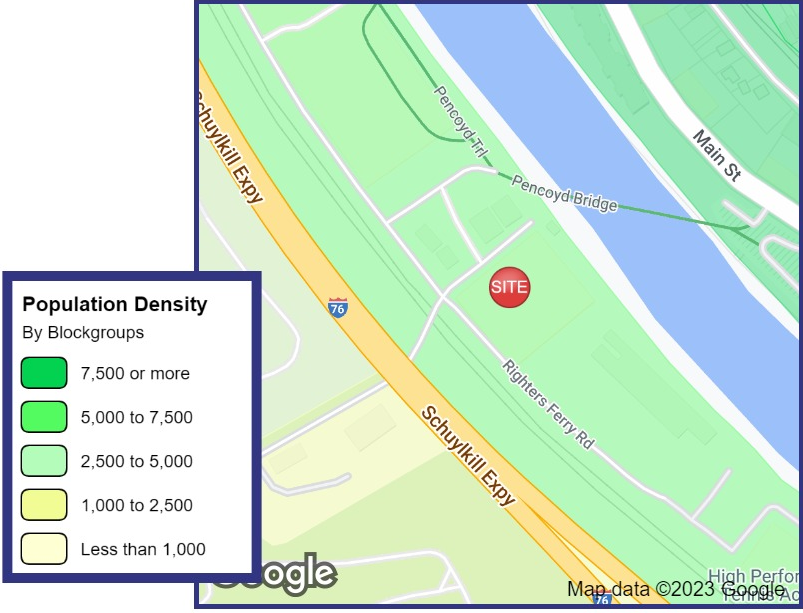 Schuylkill Expy
Pencoyd Trl
Main St
Pencoyd Bridge
SITE
76
Population Density
By Blockgroups
7,500 or more
5,000 to 7,500
2,500 to 5,000
1,000 to 2,500
Less than 1,000
Righters Ferry Rd
Schuylkill Expy
Google
High Perfor
Tennis Ac
Map data ©2023 Google
76